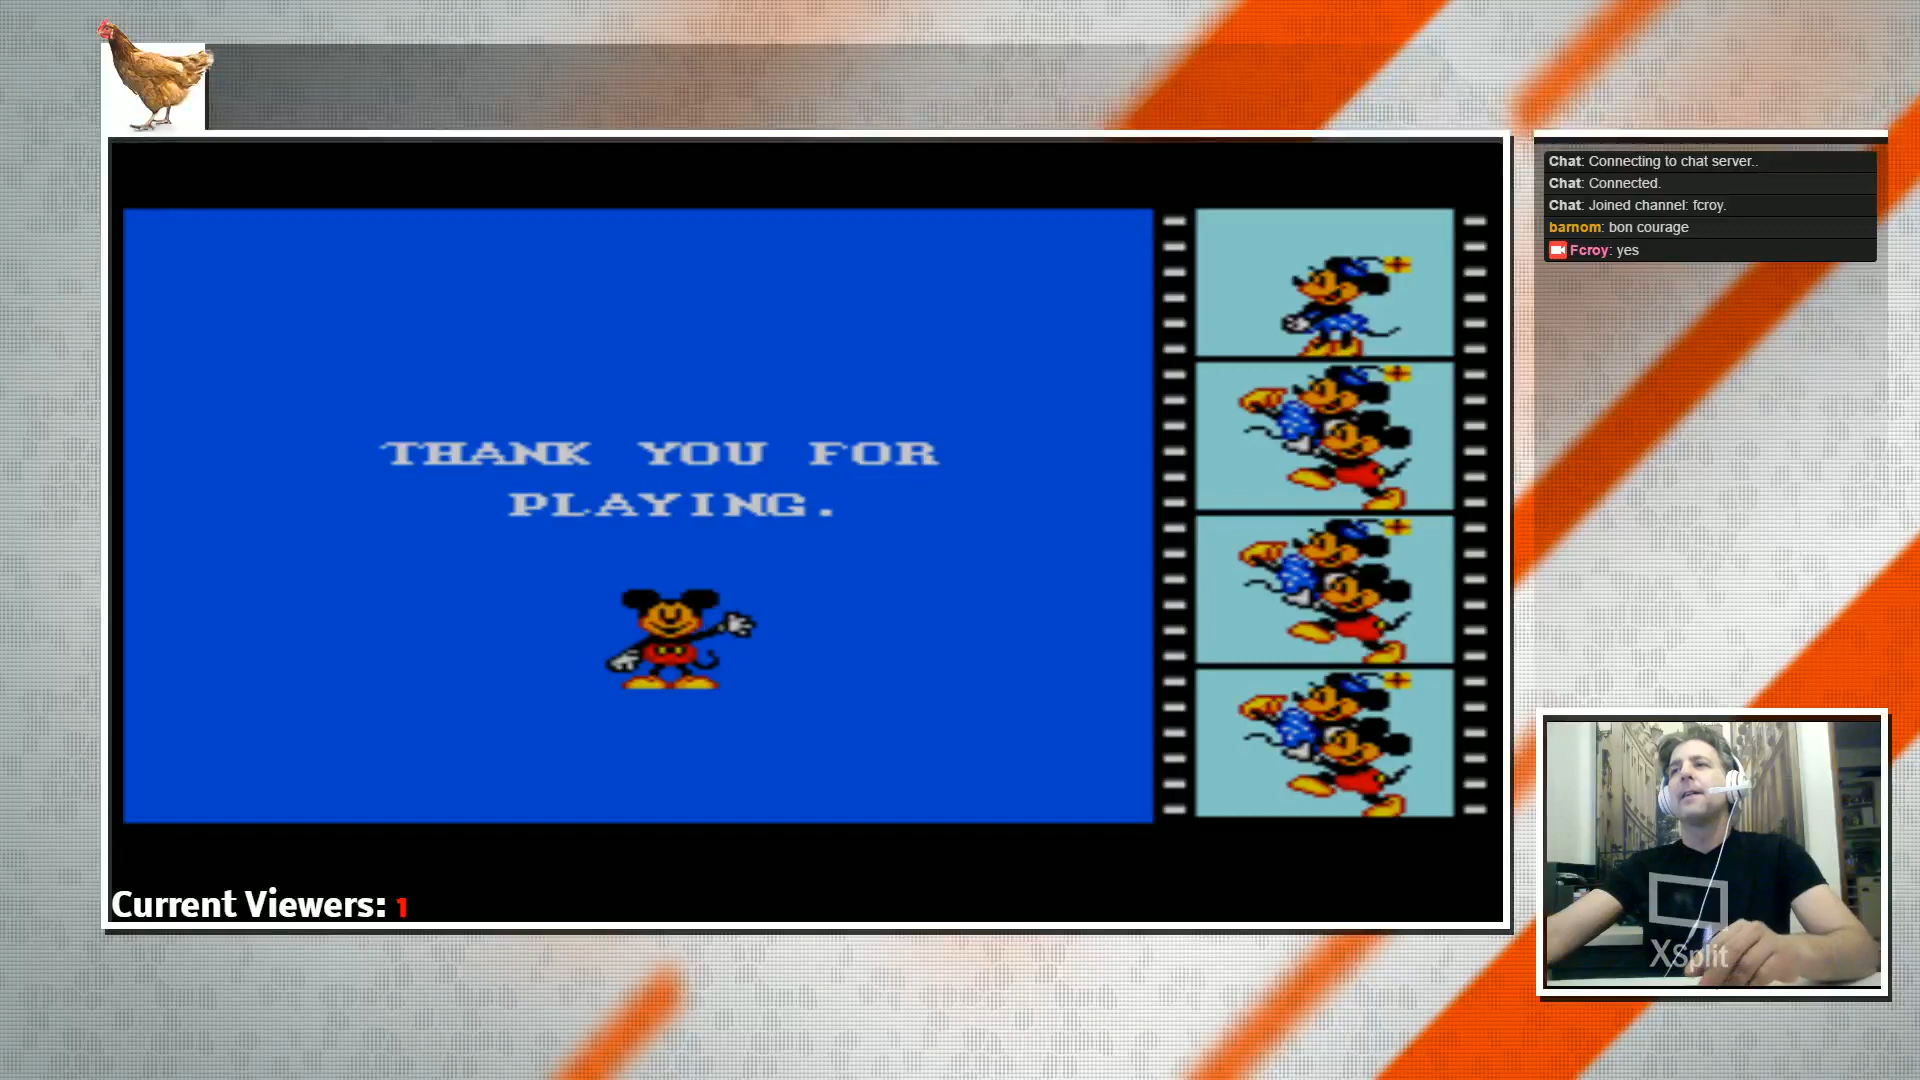 THANK YOU FOR
PLAYING.
Current Viewers: 1
Chat: Connecting to chat server..
Chat: Connected.
Chat: Joined channel: fcroy.
barnom: bon courage
Fcroy: yes
XSplit